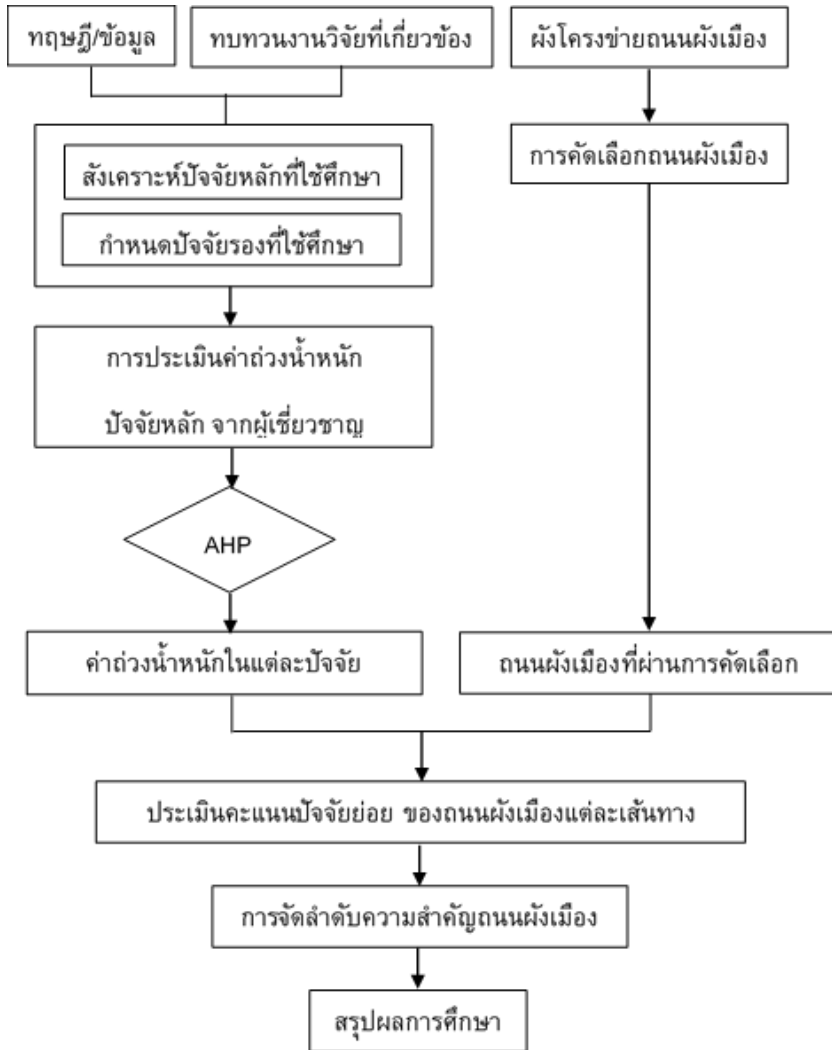 ทฤษฎี/ข้อมูล
ทบทวนงานวิจัยที่เกี่ยวข้อง
ผังโครงข่ายถนนผังเมือง
สังเคราะห์ปัจจัยหลักที่ใช้ศึกษา
การคัดเลือกถนนผังเมือง
กำหนดปัจจัยรองที่ใช้ศึกษา
การประเมินค่าถ่วงน้ำหนัก
ปัจจัยหลัก จากผู้เชี่ยวชาญ
AHP
ค่าถ่วงน้ำหนักในแต่ละปัจจัย
ถนนผังเมืองที่ผ่านการคัดเลือก
ประเมินคะแนนปัจจัยย่อย ของถนนผังเมืองแต่ละเส้นทาง
การจัดลำดับความสำคัญถนนผังเมือง
สรุปผลการศึกษา